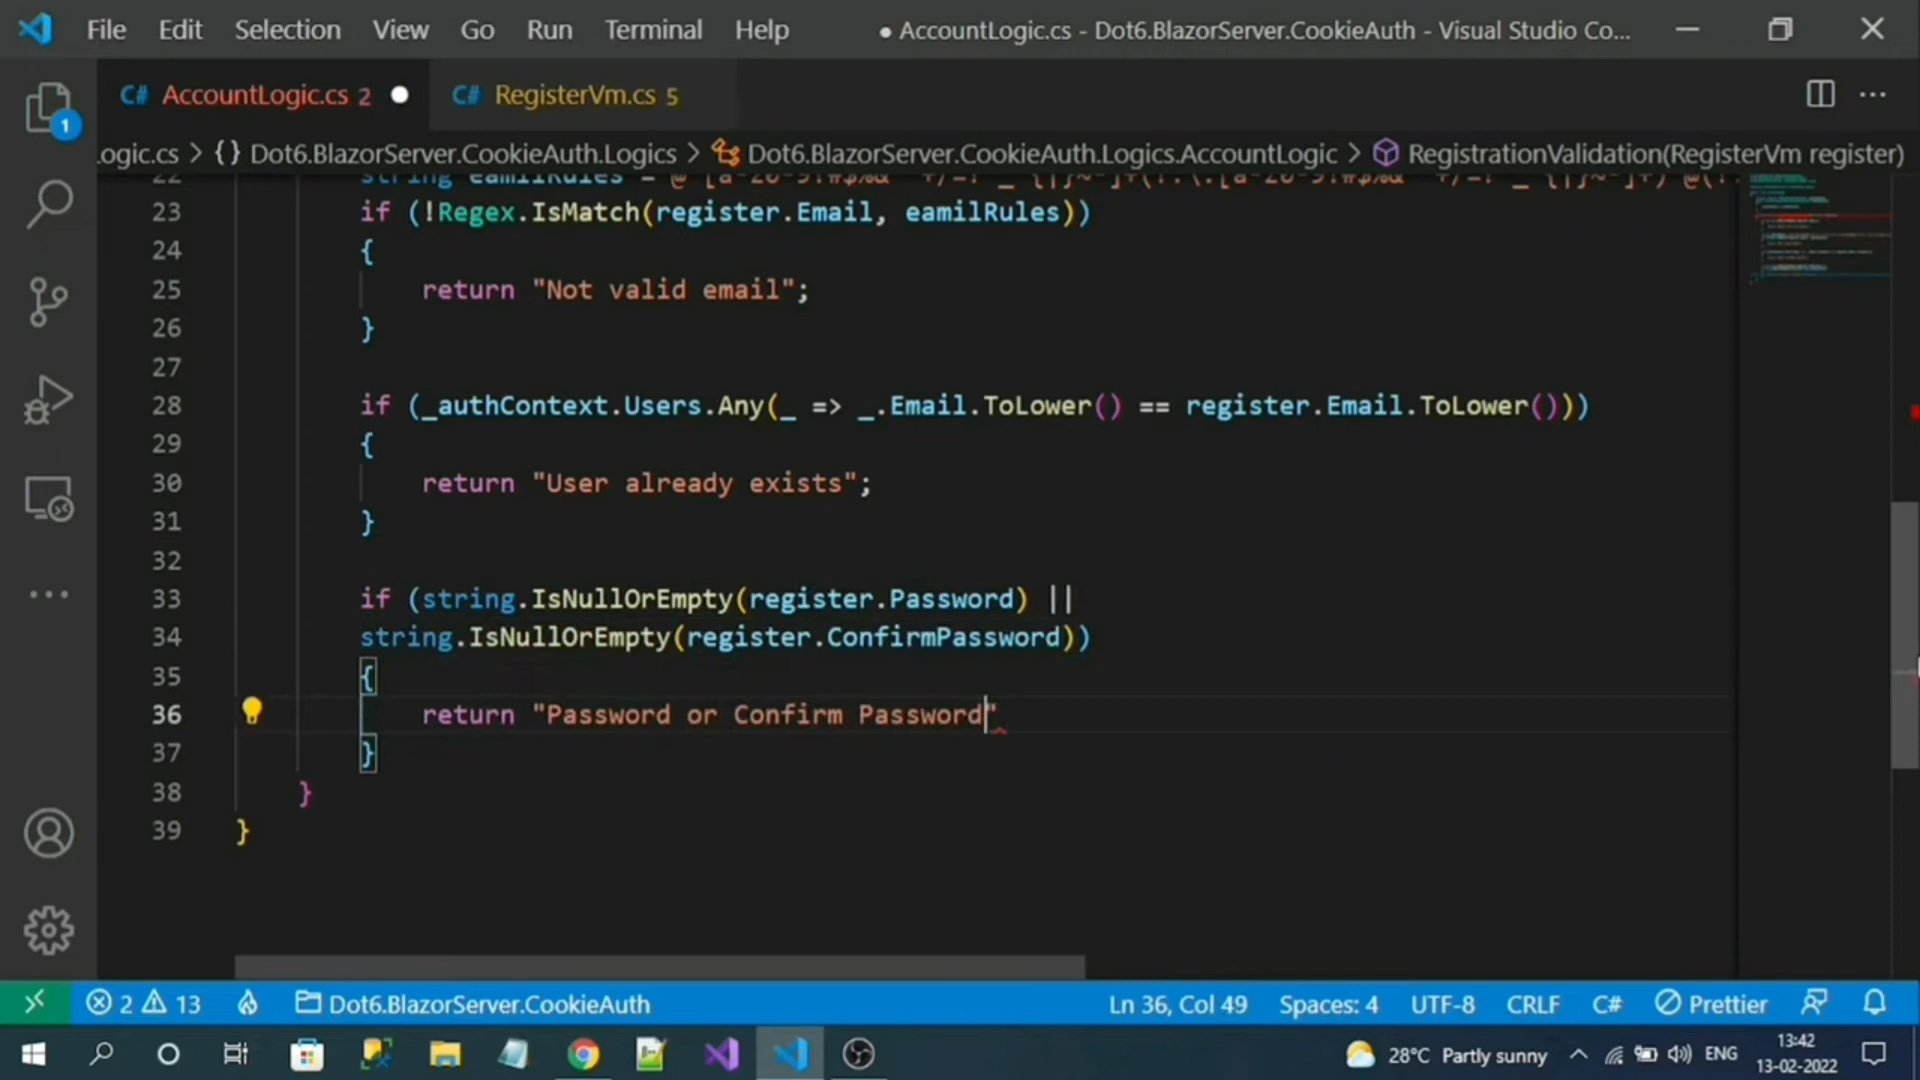 File Edit Selection View Go Run Terminal Help ● AccountLogic.cs - Dot6.BlazorServer.CookieAuth - Visual Studio Co...
C# AccountLogic.cs 2 ● C# RegisterVm.cs 5 ...
1
.ogic.cs > {} Dot6.BlazorServer.CookieAuth.Logics > Dot6.BlazorServer.CookieAuth.Logics.AccountLogic > RegistrationValidation(RegisterVm register)
22 string eamilRules =
23 if (!Regex.IsMatch(register.Email, eamilRules))
24 {
25 return "Not valid email";
26 }
27
28 if (_authContext.Users.Any(_ => _.Email.ToLower() == register.Email.ToLower()))
29 {
30 return "User already exists";
31 }
32
33 if (string.IsNullOrEmpty(register.Password) ||
34 string.IsNullOrEmpty(register.ConfirmPassword))
35 {
36 return "Password or Confirm Password"
37 }
38 }
39 }
2 13 Dot6.BlazorServer.CookieAuth Ln 36, Col 49 Spaces: 4 UTF-8 CRLF C# Prettier
28°C Partly sunny ENG 13:42
13-02-2022